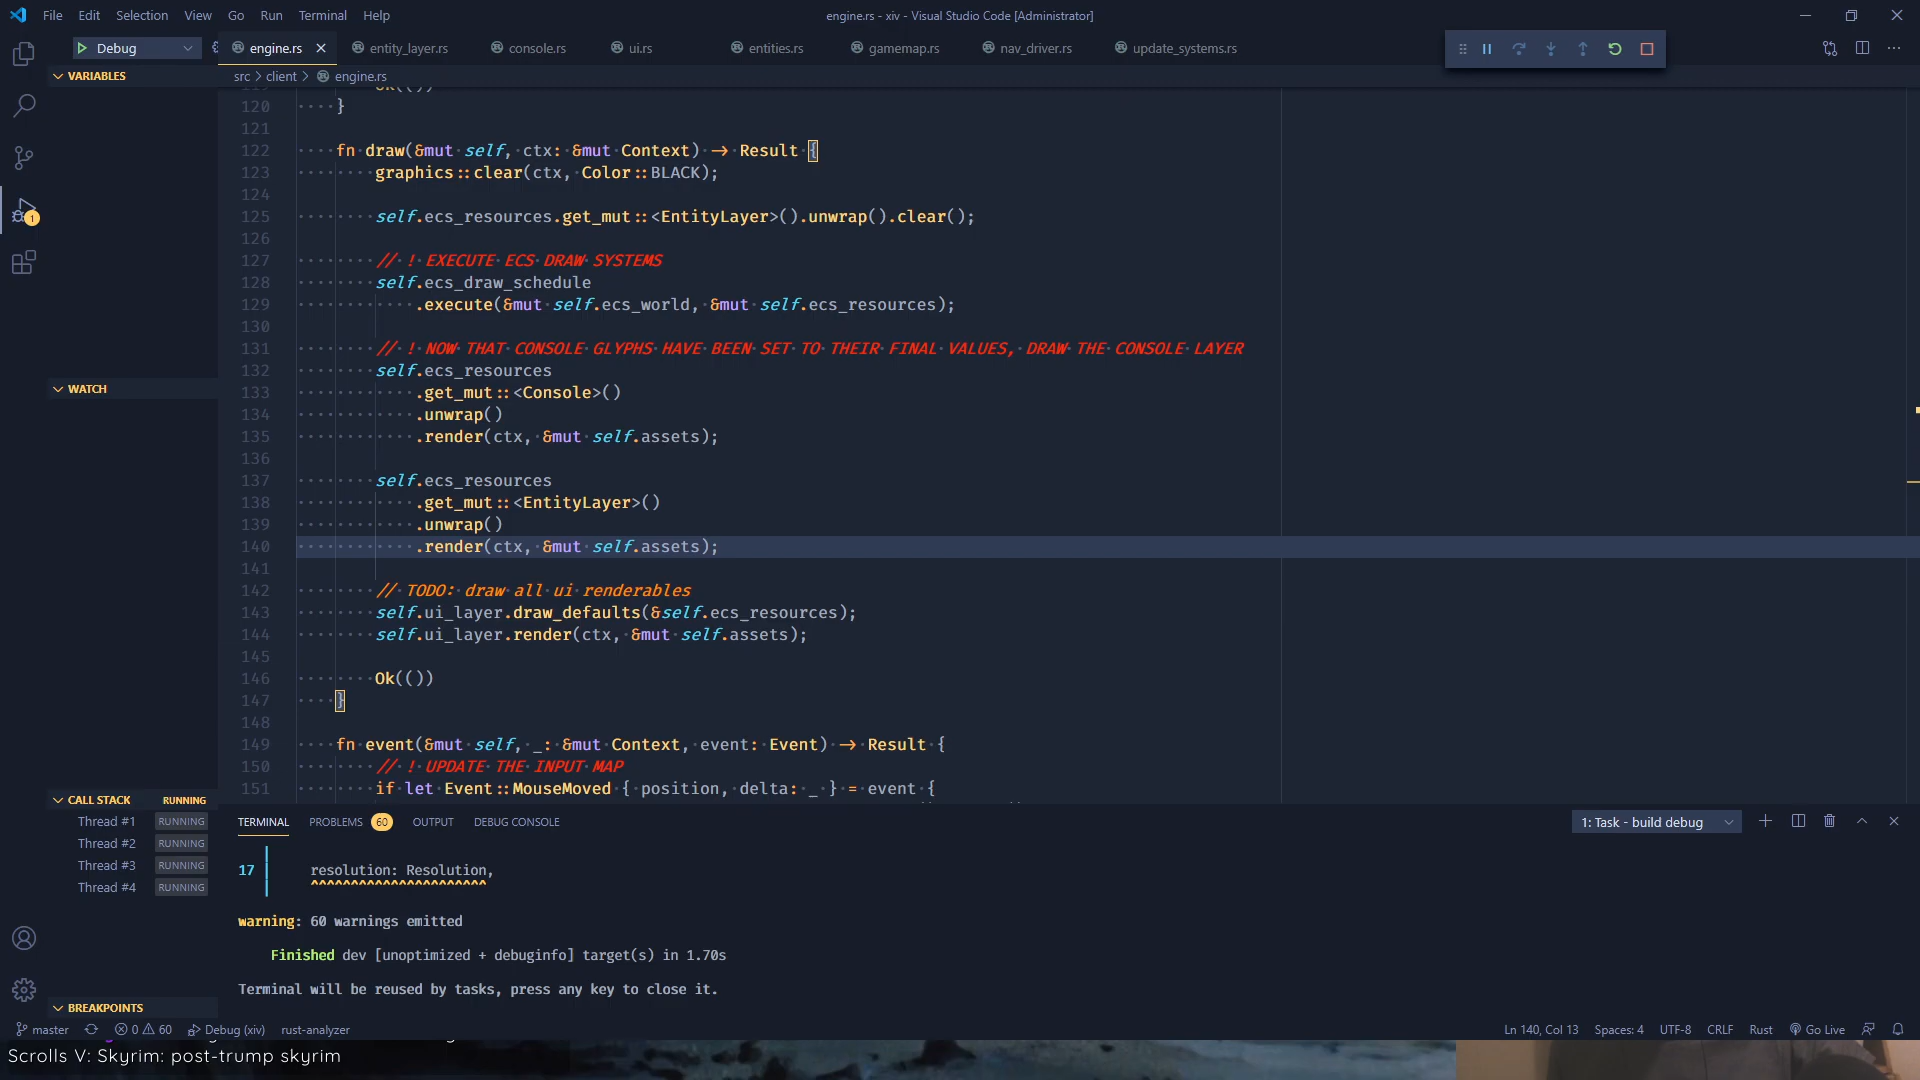 File Edit Selection View Go Run Terminal Help
engine.rs - xiv - Visual Studio Code [Administrator]
Debug
engine.rs entity_layer.rs console.rs ui.rs entities.rs gamemap.rs nav_driver.rs update_systems.rs
VARIABLES
src > client > engine.rs
120 }
121
122 fn draw(&mut self, ctx: &mut Context) -> Result {
123 graphics::clear(ctx, Color::BLACK);
124
125 self.ecs_resources.get_mut::<EntityLayer>().unwrap().clear();
126
127 // ! EXECUTE ECS DRAW SYSTEMS
128 self.ecs_draw_schedule
129 .execute(&mut self.ecs_world, &mut self.ecs_resources);
130
131 // ! NOW THAT CONSOLE GLYPHS HAVE BEEN SET TO THEIR FINAL VALUES, DRAW THE CONSOLE LAYER
132 self.ecs_resources
133 .get_mut::<Console>()
134 .unwrap()
135 .render(ctx, &mut self.assets);
136
137 self.ecs_resources
138 .get_mut::<EntityLayer>()
139 .unwrap()
140 .render(ctx, &mut self.assets);
141
142 // TODO: draw all ui renderables
143 self.ui_layer.draw_defaults(&self.ecs_resources);
144 self.ui_layer.render(ctx, &mut self.assets);
145
146 Ok(())
147 }
148
149 fn event(&mut self, _: &mut Context, event: Event) -> Result {
150 // ! UPDATE THE INPUT MAP
151 if let Event::MouseMoved { position, delta: _ } = event {
1
WATCH
CALL STACK RUNNING
Thread #1 RUNNING
Thread #2 RUNNING
Thread #3 RUNNING
Thread #4 RUNNING
BREAKPOINTS
TERMINAL PROBLEMS 60 OUTPUT DEBUG CONSOLE
1: Task - build debug
17 | resolution: Resolution,
^^^^^^^^^^^^^^^^^^^^^^
warning: 60 warnings emitted
Finished dev [unoptimized + debuginfo] target(s) in 1.70s
Terminal will be reused by tasks, press any key to close it.
master 0 60 Debug (xiv) rust-analyzer
Ln 140, Col 13 Spaces: 4 UTF-8 CRLF Rust Go Live
Scrolls V: Skyrim: post-trump skyrim